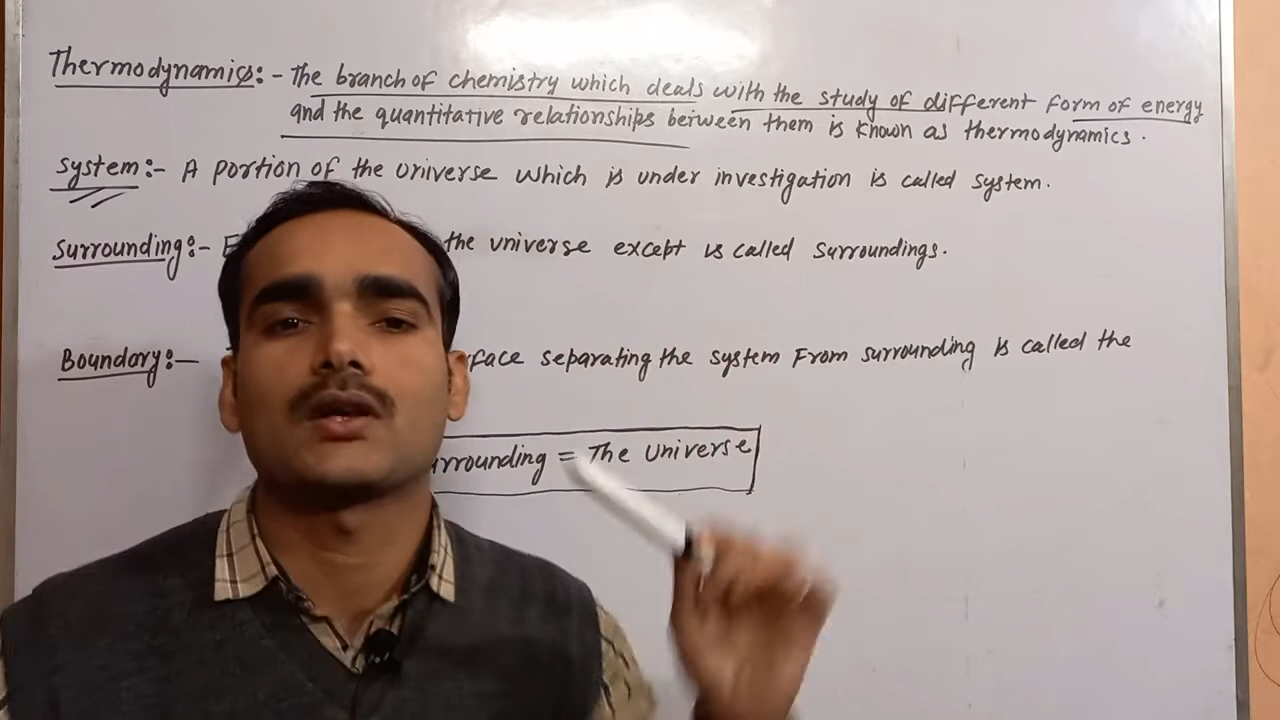 Thermodynamics:- The branch of chemistry which deals with the study of different form of energy
and the quantitative relationships between them is known as thermodynamics.
System:- A portion of the universe which is under investigation is called system.
Surrounding:- the universe except is called surroundings.
Boundary:- separating the system From surrounding is called the
= The Universe